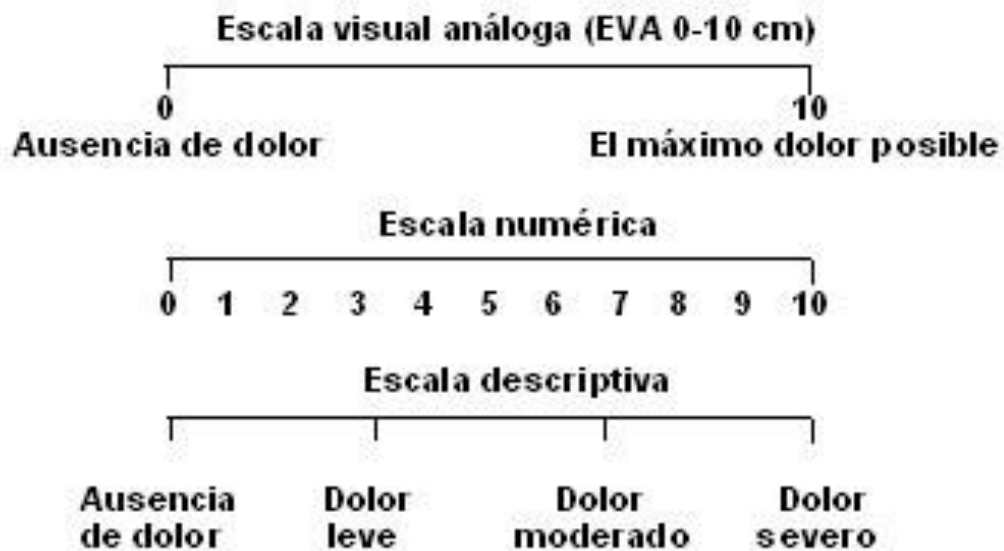 Escala visual análoga (EVA 0-10 cm)
0 10
Ausencia de dolor El máximo dolor posible
Escala numérica
0 1 2 3 4 5 6 7 8 9 10
Escala descriptiva
Ausencia Dolor Dolor Dolor
de dolor leve moderado severo